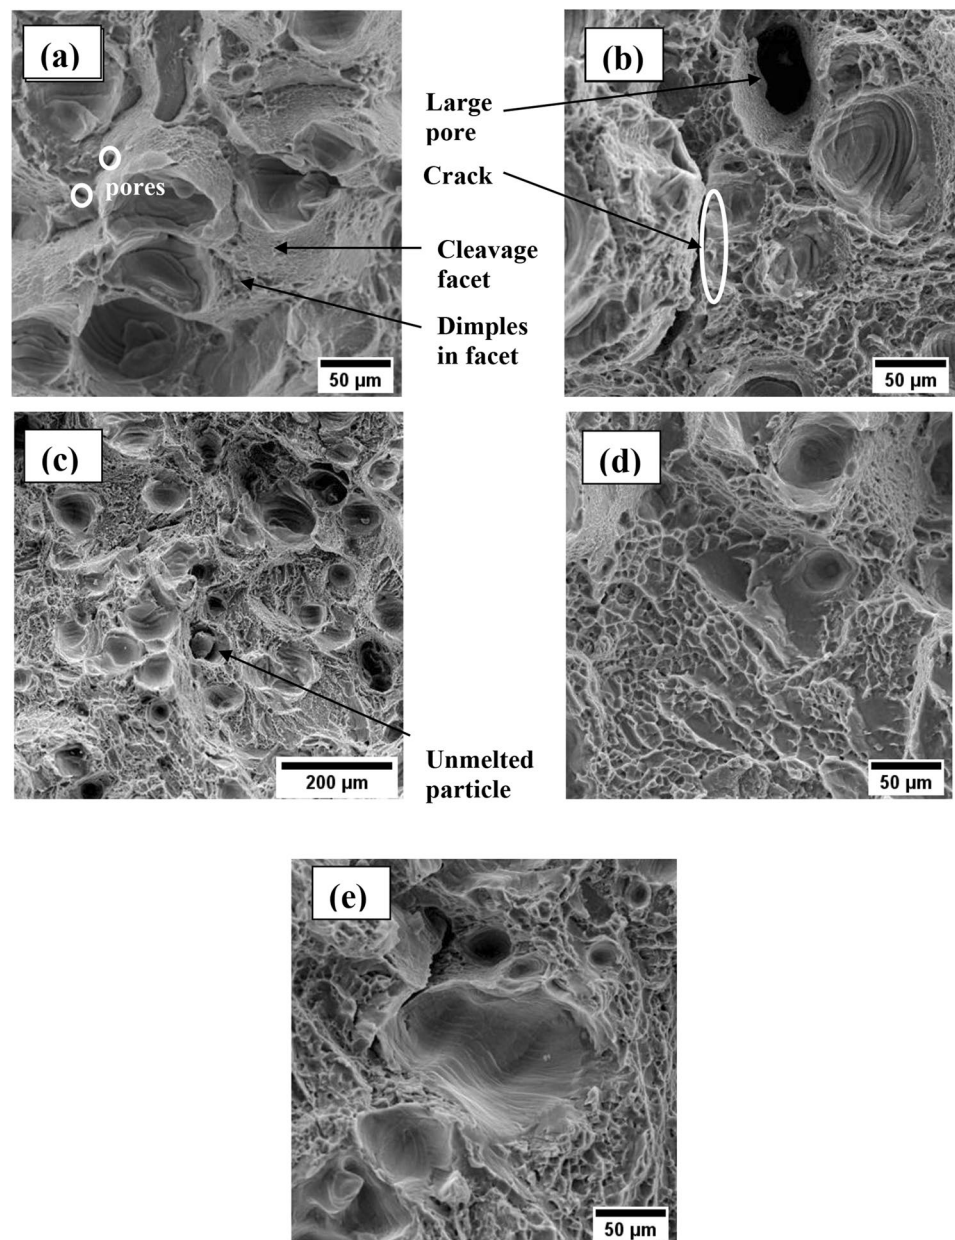 (a)
(b)
Large
pore
Crack
pores
Cleavage
facet
Dimples
in facet
50 µm
50 µm
(c)
(d)
Unmelted
particle
200 µm
50 µm
(e)
50 µm